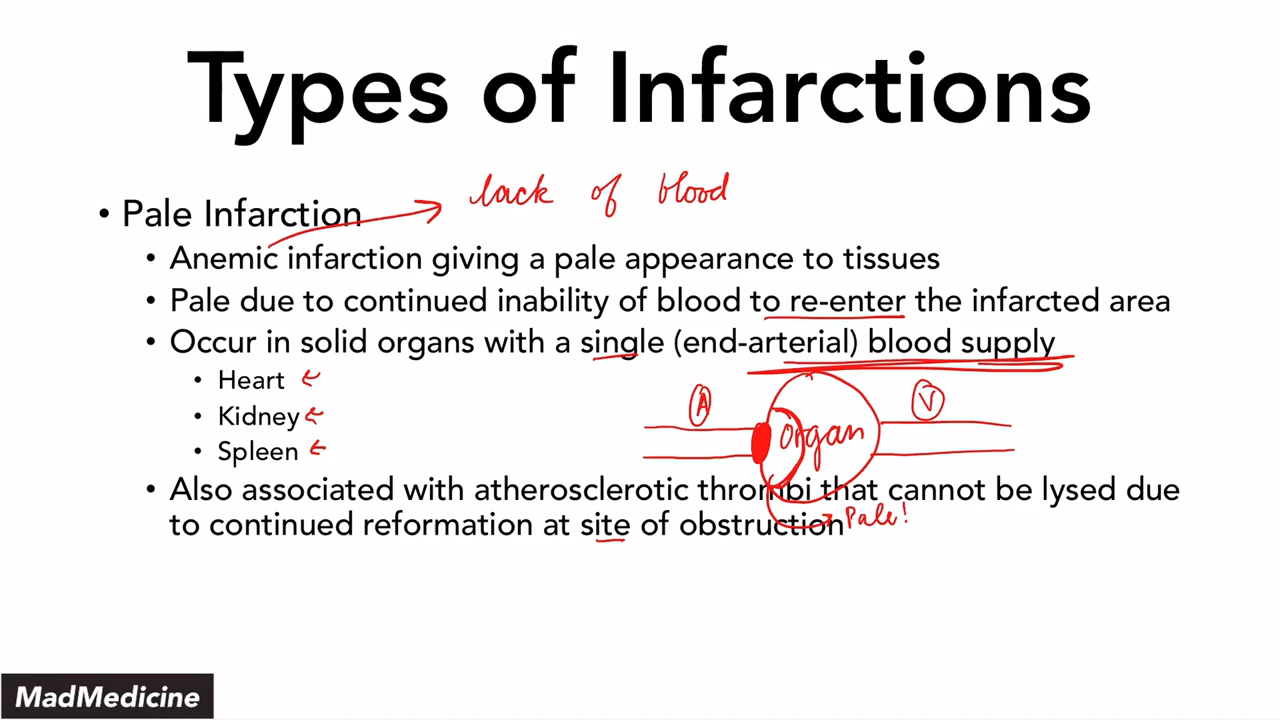 Types of Infarctions
lack of blood
• Pale Infarction
• Anemic infarction giving a pale appearance to tissues
• Pale due to continued inability of blood to re-enter the infarcted area
• Occur in solid organs with a single (end-arterial) blood supply
• Heart
• Kidney
• Spleen
A
Organ
V
• Also associated with atherosclerotic thrombi that cannot be lysed due
to continued reformation at site of obstruction
Pale!
MadMedicine